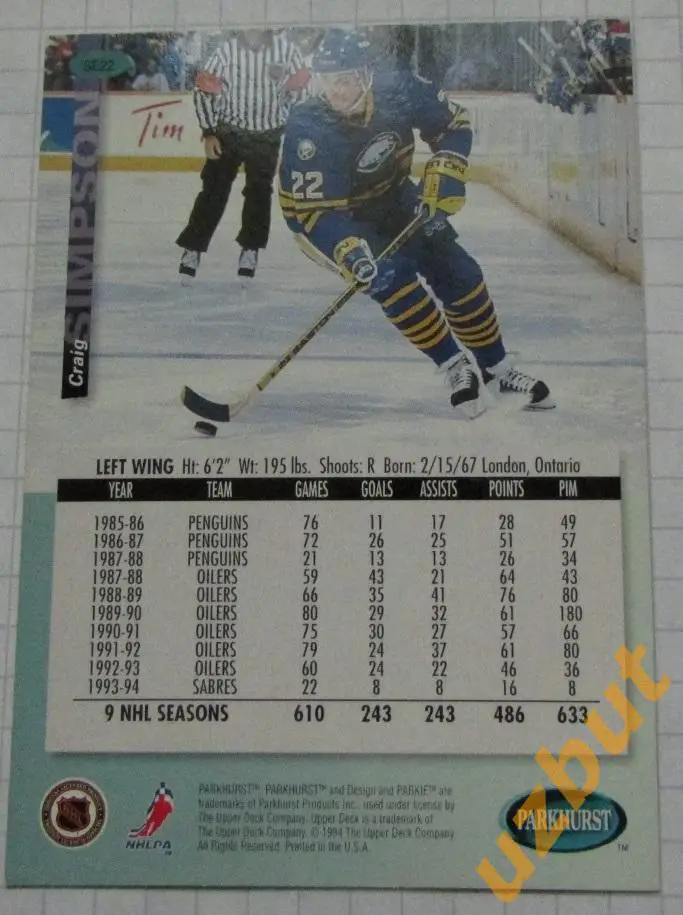 SE22
Craig SIMPSON
Tim
22
EASTON
LEFT WING Ht: 6'2" Wt: 195 lbs. Shoots: R Born: 2/15/67 London, Ontario
YEAR TEAM GAMES GOALS ASSISTS POINTS PIM
1985-86 PENGUINS 76 11 17 28 49
1986-87 PENGUINS 72 26 25 51 57
1987-88 PENGUINS 21 13 13 26 34
1987-88 OILERS 59 43 21 64 43
1988-89 OILERS 66 35 41 76 80
1989-90 OILERS 80 29 32 61 180
1990-91 OILERS 75 30 27 57 66
1991-92 OILERS 79 24 37 61 80
1992-93 OILERS 60 24 22 46 36
1993-94 SABRES 22 8 8 16 8
9 NHL SEASONS 610 243 243 486 633
PARKHURST™, PARKHURST™ and Design and PARKIE™ are
trademarks of Parkhurst Products Inc., used under license by
The Upper Deck Company. Upper Deck is a trademark of
The Upper Deck Company. © 1994 The Upper Deck Company
All Rights Reserved. Printed in the U.S.A.
NHL
NHLPA
PARKHURST
™
uzbut